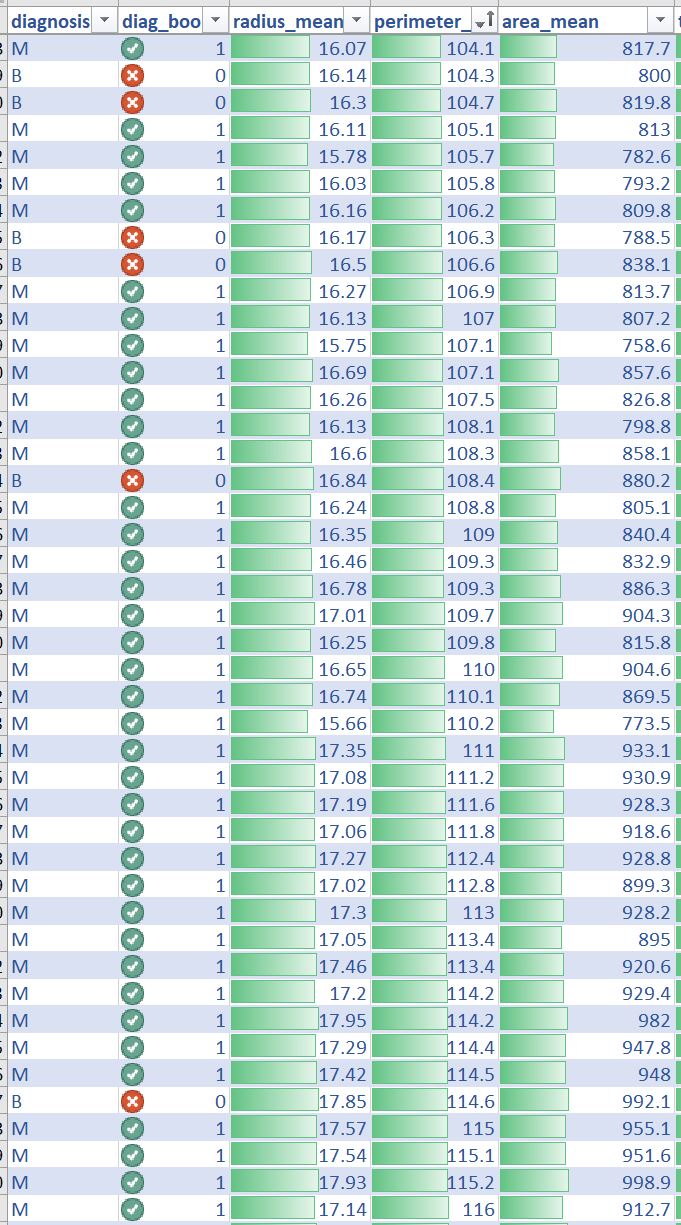 diagnosis diag_boo radius_mean perimeter_ area_mean
M 1 16.07 104.1 817.7
B 0 16.14 104.3 800
B 0 16.3 104.7 819.8
M 1 16.11 105.1 813
M 1 15.78 105.7 782.6
M 1 16.03 105.8 793.2
M 1 16.16 106.2 809.8
B 0 16.17 106.3 788.5
B 0 16.5 106.6 838.1
M 1 16.27 106.9 813.7
M 1 16.13 107 807.2
M 1 15.75 107.1 758.6
M 1 16.69 107.1 857.6
M 1 16.26 107.5 826.8
M 1 16.13 108.1 798.8
M 1 16.6 108.3 858.1
B 0 16.84 108.4 880.2
M 1 16.24 108.8 805.1
M 1 16.35 109 840.4
M 1 16.46 109.3 832.9
M 1 16.78 109.3 886.3
M 1 17.01 109.7 904.3
M 1 16.25 109.8 815.8
M 1 16.65 110 904.6
M 1 16.74 110.1 869.5
M 1 15.66 110.2 773.5
M 1 17.35 111 933.1
M 1 17.08 111.2 930.9
M 1 17.19 111.6 928.3
M 1 17.06 111.8 918.6
M 1 17.27 112.4 928.8
M 1 17.02 112.8 899.3
M 1 17.3 113 928.2
M 1 17.05 113.4 895
M 1 17.46 113.4 920.6
M 1 17.2 114.2 929.4
M 1 17.95 114.2 982
M 1 17.29 114.4 947.8
M 1 17.42 114.5 948
B 0 17.85 114.6 992.1
M 1 17.57 115 955.1
M 1 17.54 115.1 951.6
M 1 17.93 115.2 998.9
M 1 17.14 116 912.7